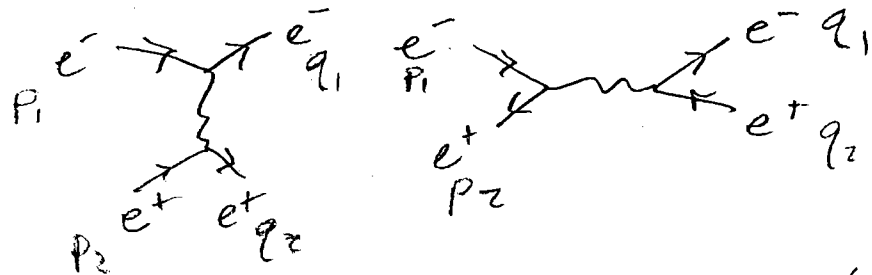 e⁻ e⁻
p₁ q₁
e⁺ e⁺
p₂ q₂
e⁻ e⁻ q₁
p₁
e⁺ e⁺ q₂
p₂